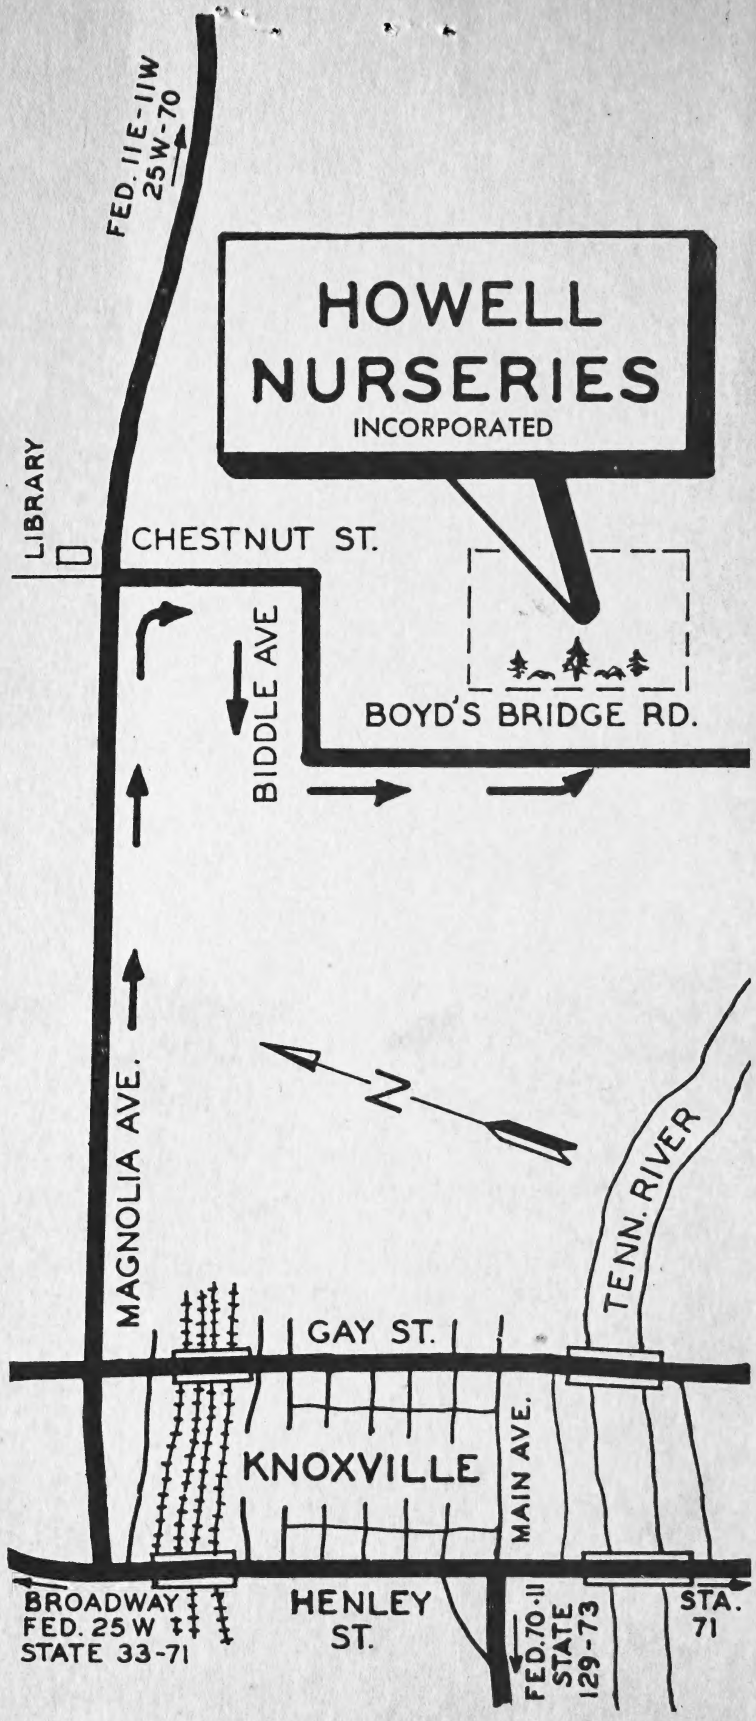 FED. 11E-11W
25W-70
HOWELL
NURSERIES
INCORPORATED
LIBRARY
CHESTNUT ST.
BIDDLE AVE
BOYD'S BRIDGE RD.
MAGNOLIA AVE.
N
TENN. RIVER
GAY ST.
KNOXVILLE
MAIN AVE.
BROADWAY
FED. 25W
STATE 33-71
HENLEY
ST.
FED.70-11
STATE
129-73
STA.
71